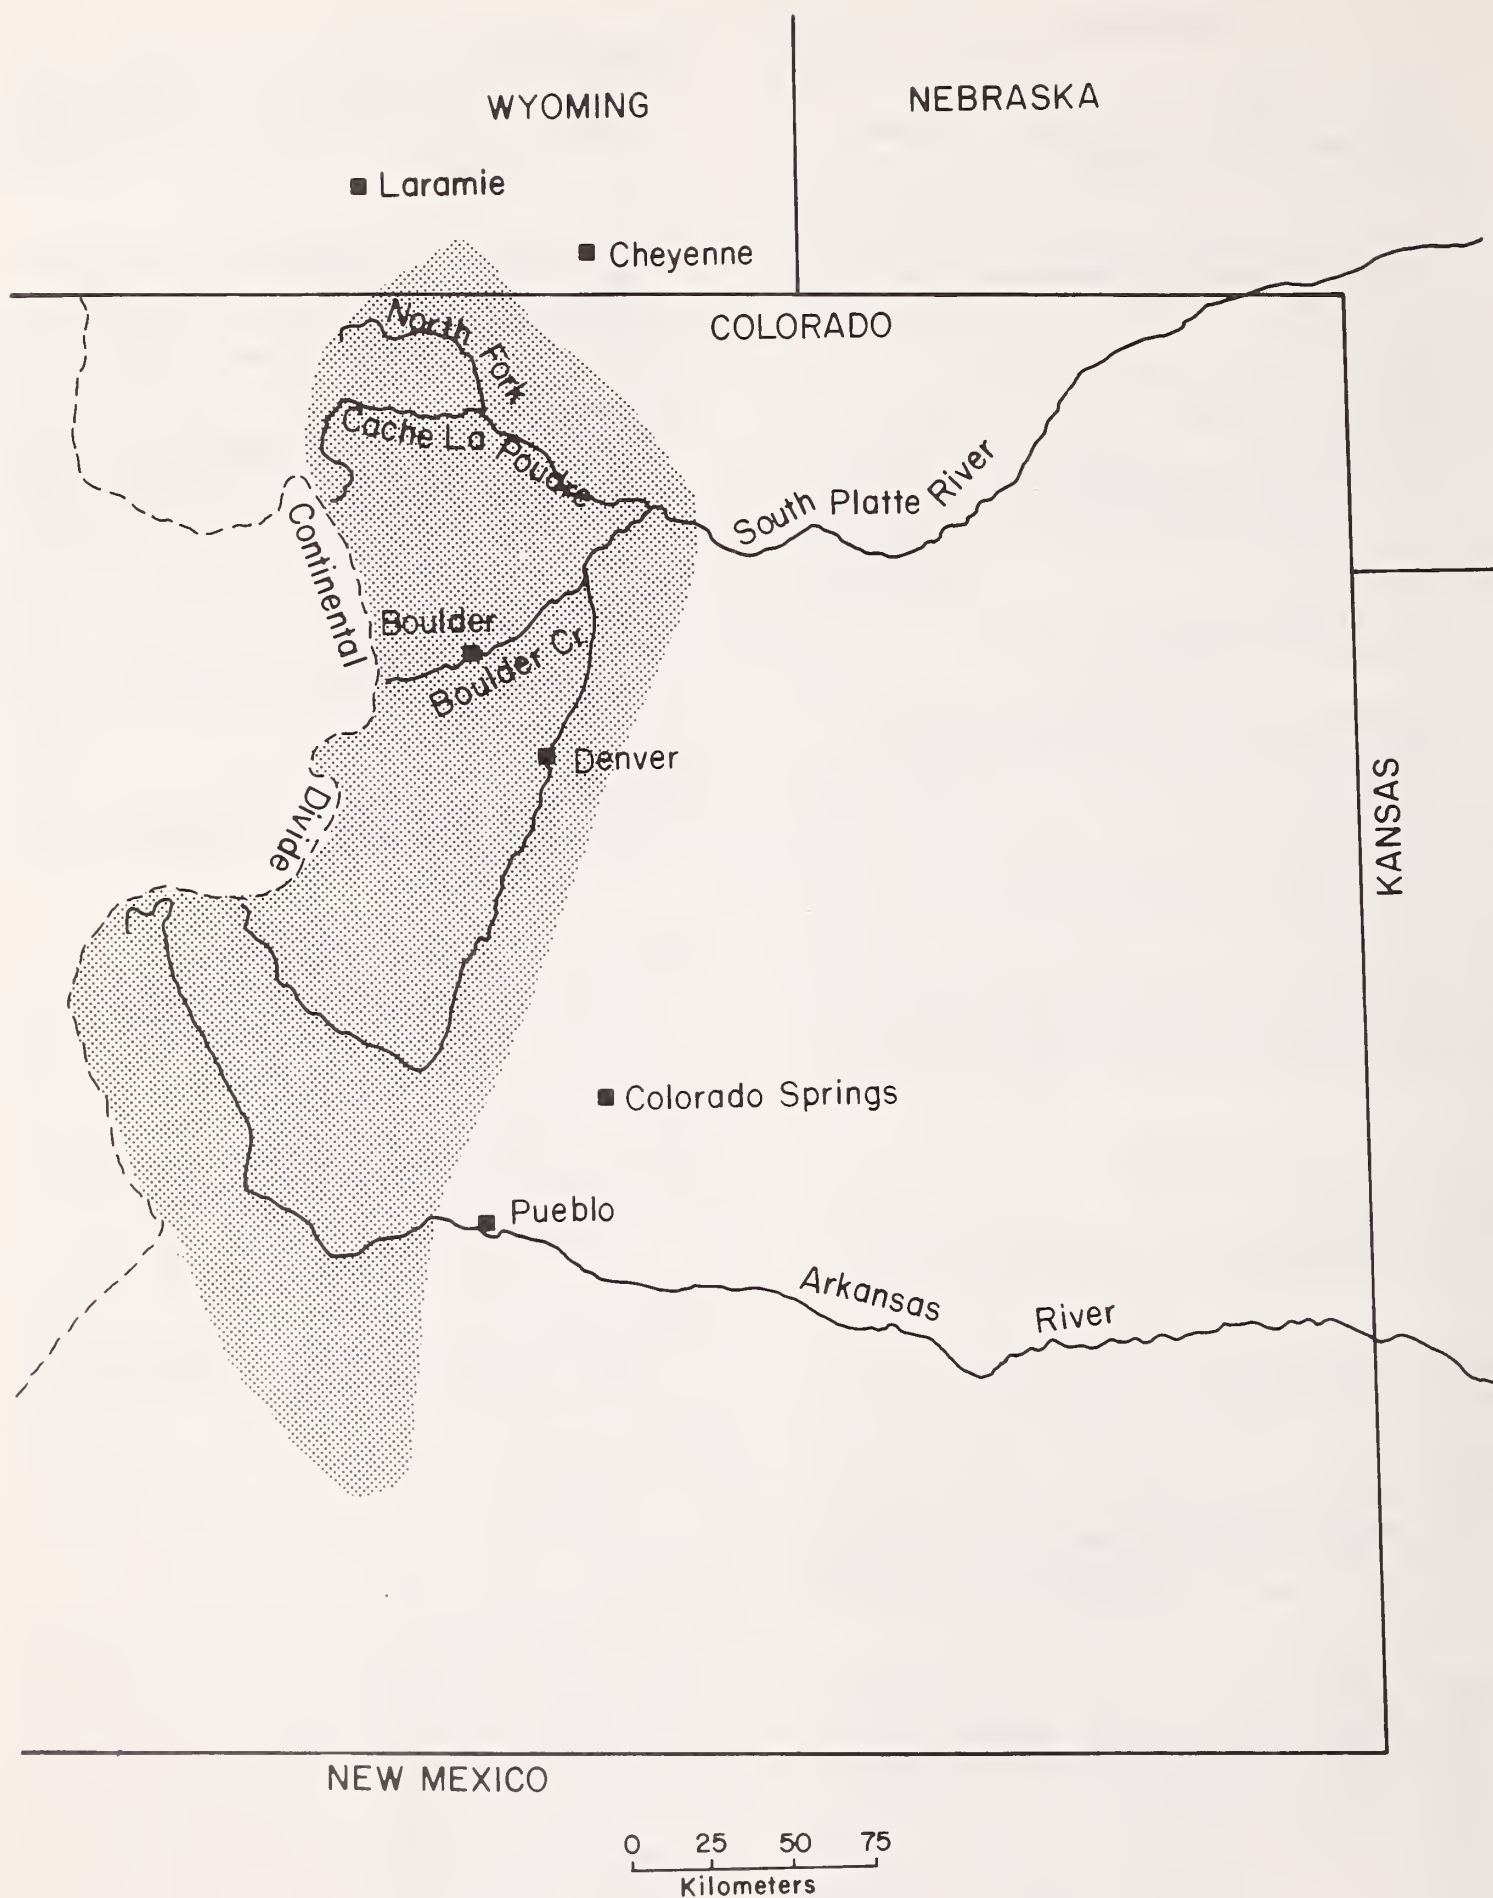 WYOMING
NEBRASKA
Laramie
Cheyenne
COLORADO
North Fork
Cache La Poudre
South Platte River
Continental Divide
Boulder
Boulder Cr.
Denver
KANSAS
Colorado Springs
Pueblo
Arkansas River
NEW MEXICO
0 25 50 75
Kilometers